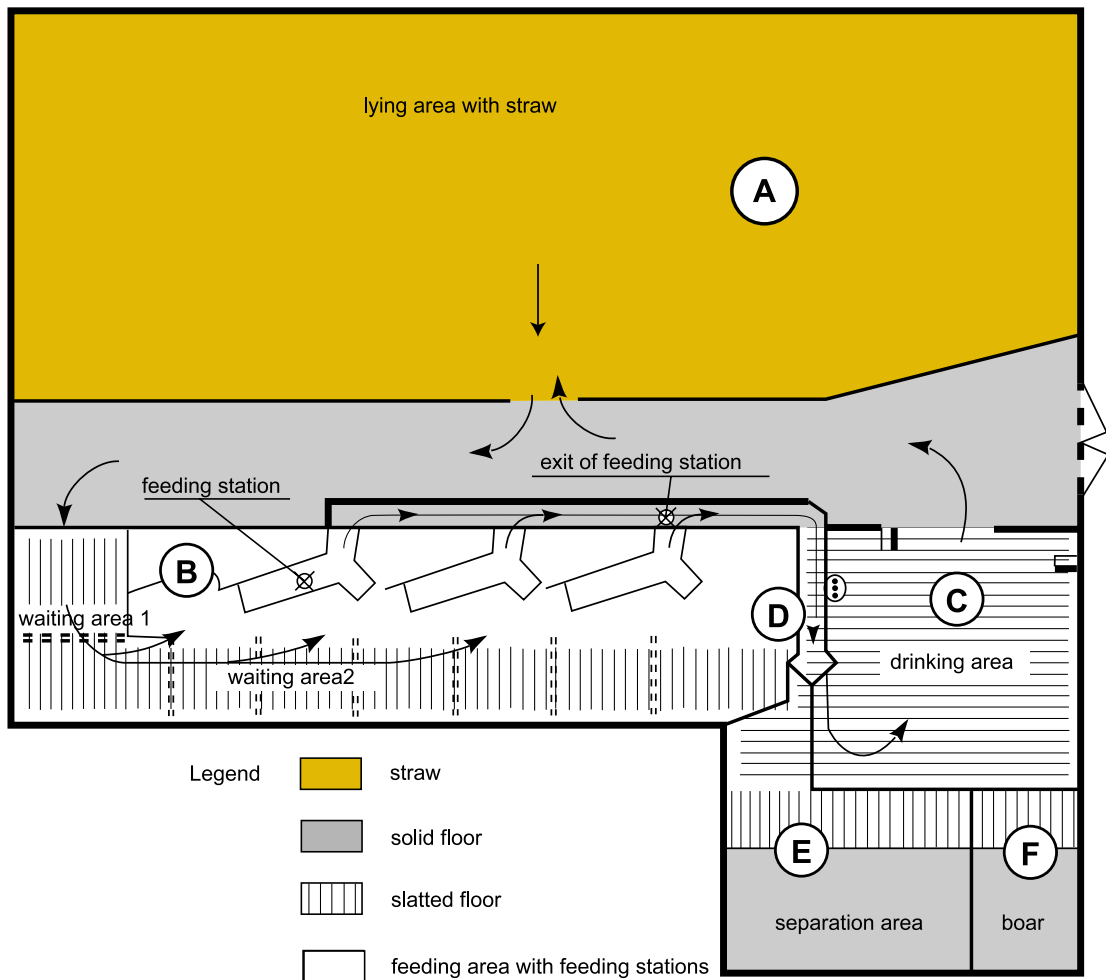 lying area with straw
A
exit of feeding station
feeding station
B
waiting area 1
waiting area2
D
C
drinking area
Legend
straw
solid floor
slatted floor
feeding area with feeding stations
E
F
separation area
boar